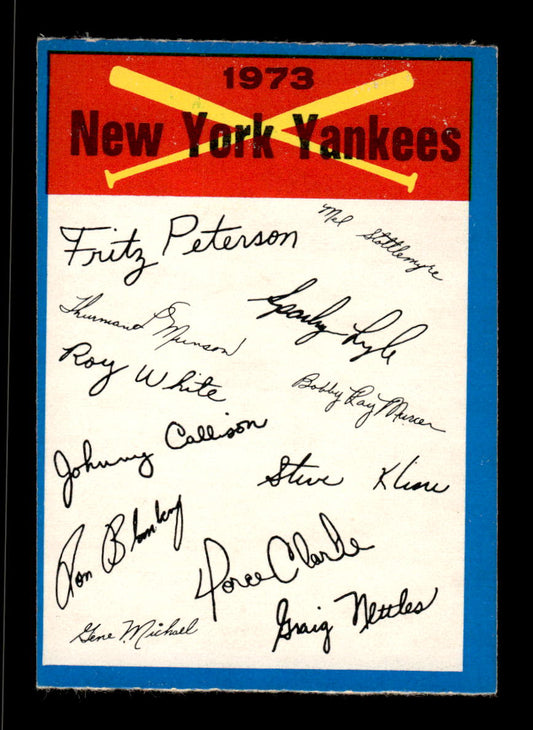 1973
New York Yankees
Fritz Peterson
Mel Stottlemyre
Thurman Munson
Sparky Lyle
Roy White
Bobby Ray Murcer
Johnny Callison
Steve Kline
Ron Blomberg
Horace Clarke
Gene Michael
Graig Nettles